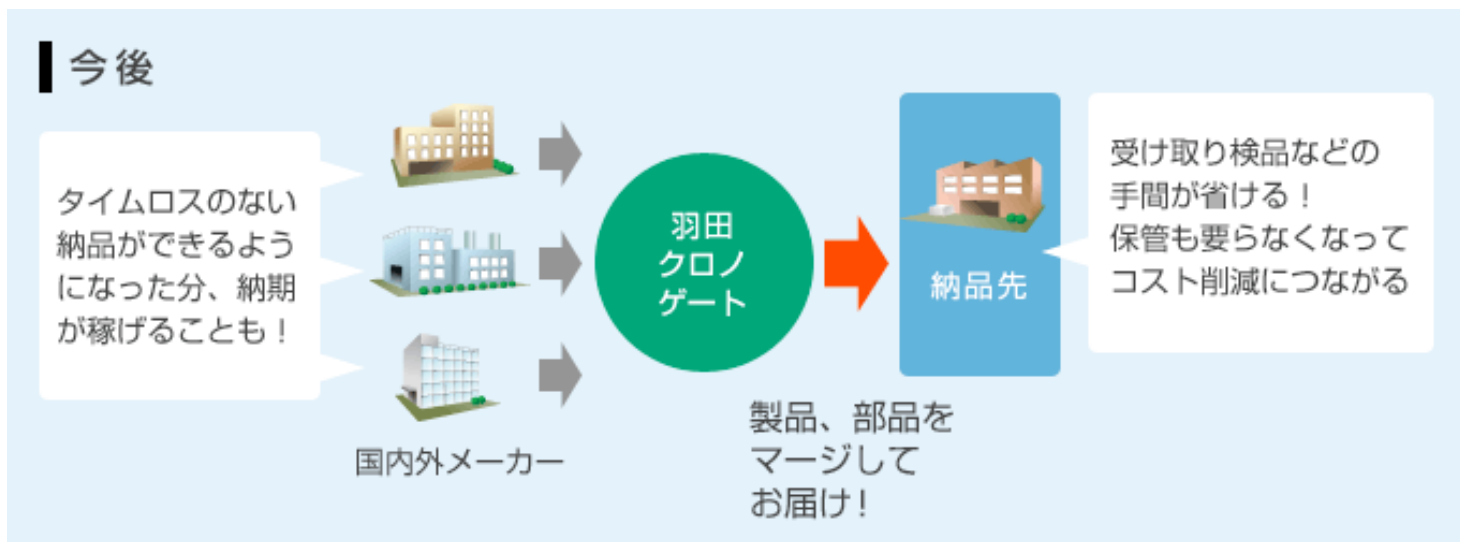 今後
タイムロスのない
納品ができるよう
になった分、納期
が稼げることも!
国内外メーカー
羽田
クロノ
ゲート
製品、部品を
マージして
お届け!
納品先
受け取り検品などの
手間が省ける!
保管も要らなくなって
コスト削減につながる